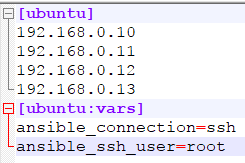 [ubuntu]
192.168.0.10
192.168.0.11
192.168.0.12
192.168.0.13
[ubuntu:vars]
ansible_connection=ssh
ansible_ssh_user=root